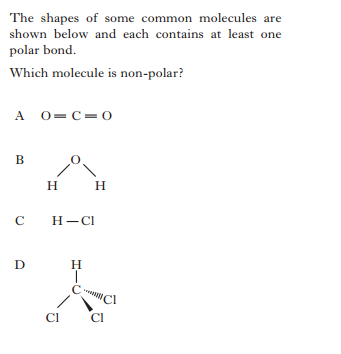 The shapes of some common molecules are
shown below and each contains at least one
polar bond.
Which molecule is non-polar?
A O=C=O
B O
H H
C H—Cl
D H
C Cl
Cl Cl